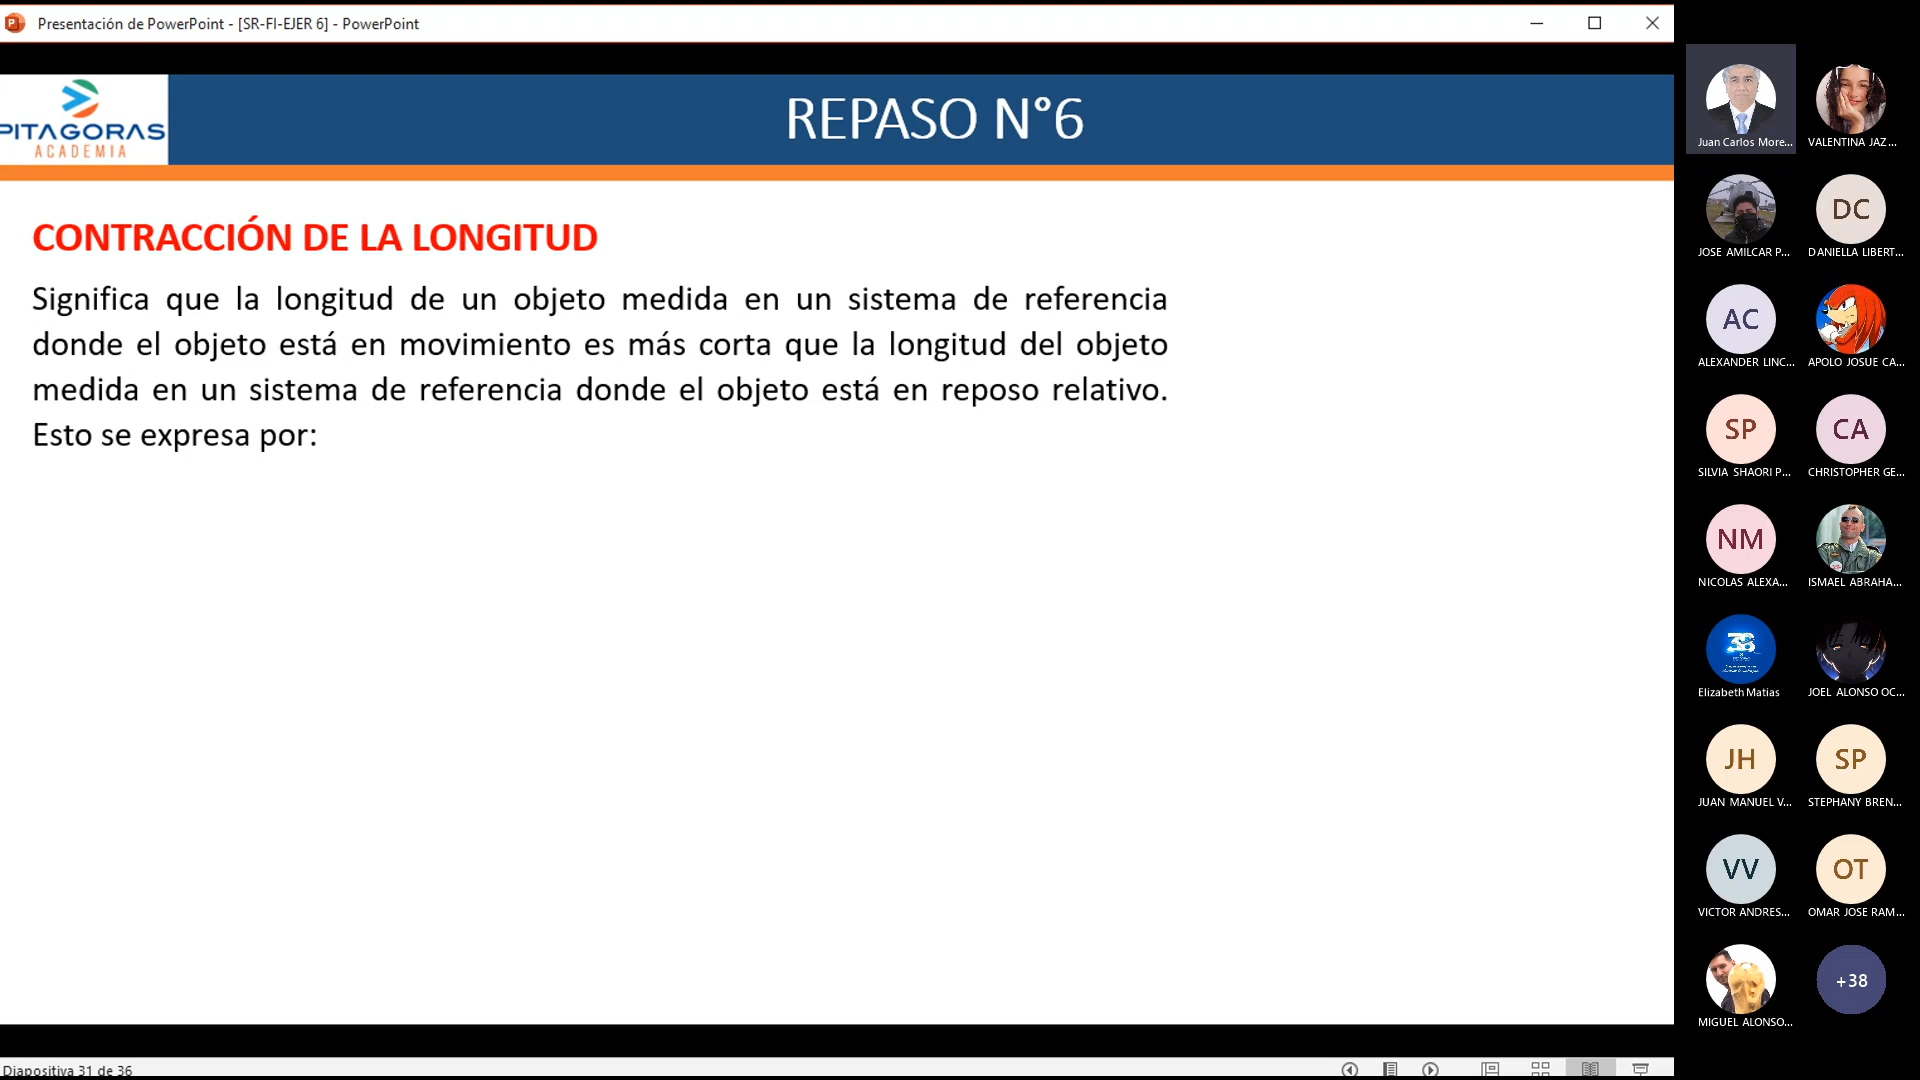 Presentación de PowerPoint - [SR-FI-EJER 6] - PowerPoint
PITAGORAS
ACADEMIA
REPASO N°6
CONTRACCIÓN DE LA LONGITUD
Significa que la longitud de un objeto medida en un sistema de referencia
donde el objeto está en movimiento es más corta que la longitud del objeto
medida en un sistema de referencia donde el objeto está en reposo relativo.
Esto se expresa por:
Diapositiva 31 de 36
Juan Carlos More...
VALENTINA JAZ...
JOSE AMILCAR P...
DC
DANIELLA LIBERT...
AC
ALEXANDER LINC...
APOLO JOSUE CA...
SP
SILVIA SHAORI P...
CA
CHRISTOPHER GE...
NM
NICOLAS ALEXA...
ISMAEL ABRAHA...
Elizabeth Matias
JOEL ALONSO OC...
JH
JUAN MANUEL V...
SP
STEPHANY BREN...
VV
VICTOR ANDRES...
OT
OMAR JOSE RAM...
MIGUEL ALONSO...
+38